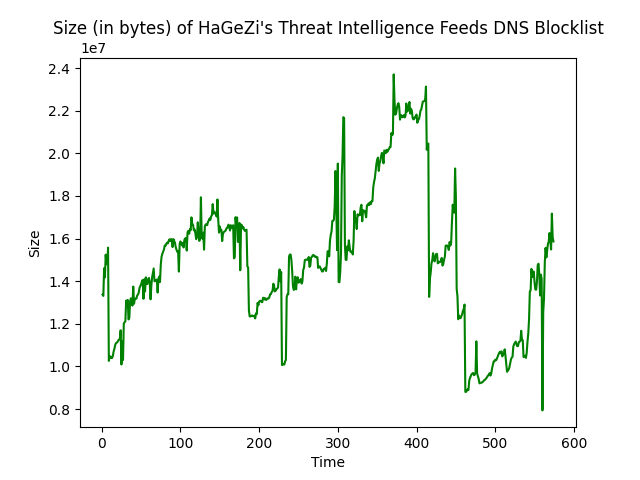 Size (in bytes) of HaGeZi's Threat Intelligence Feeds DNS Blocklist
1e7
2.4
2.2
2.0
1.8
1.6
1.4
1.2
1.0
0.8
Size
0 100 200 300 400 500 600
Time